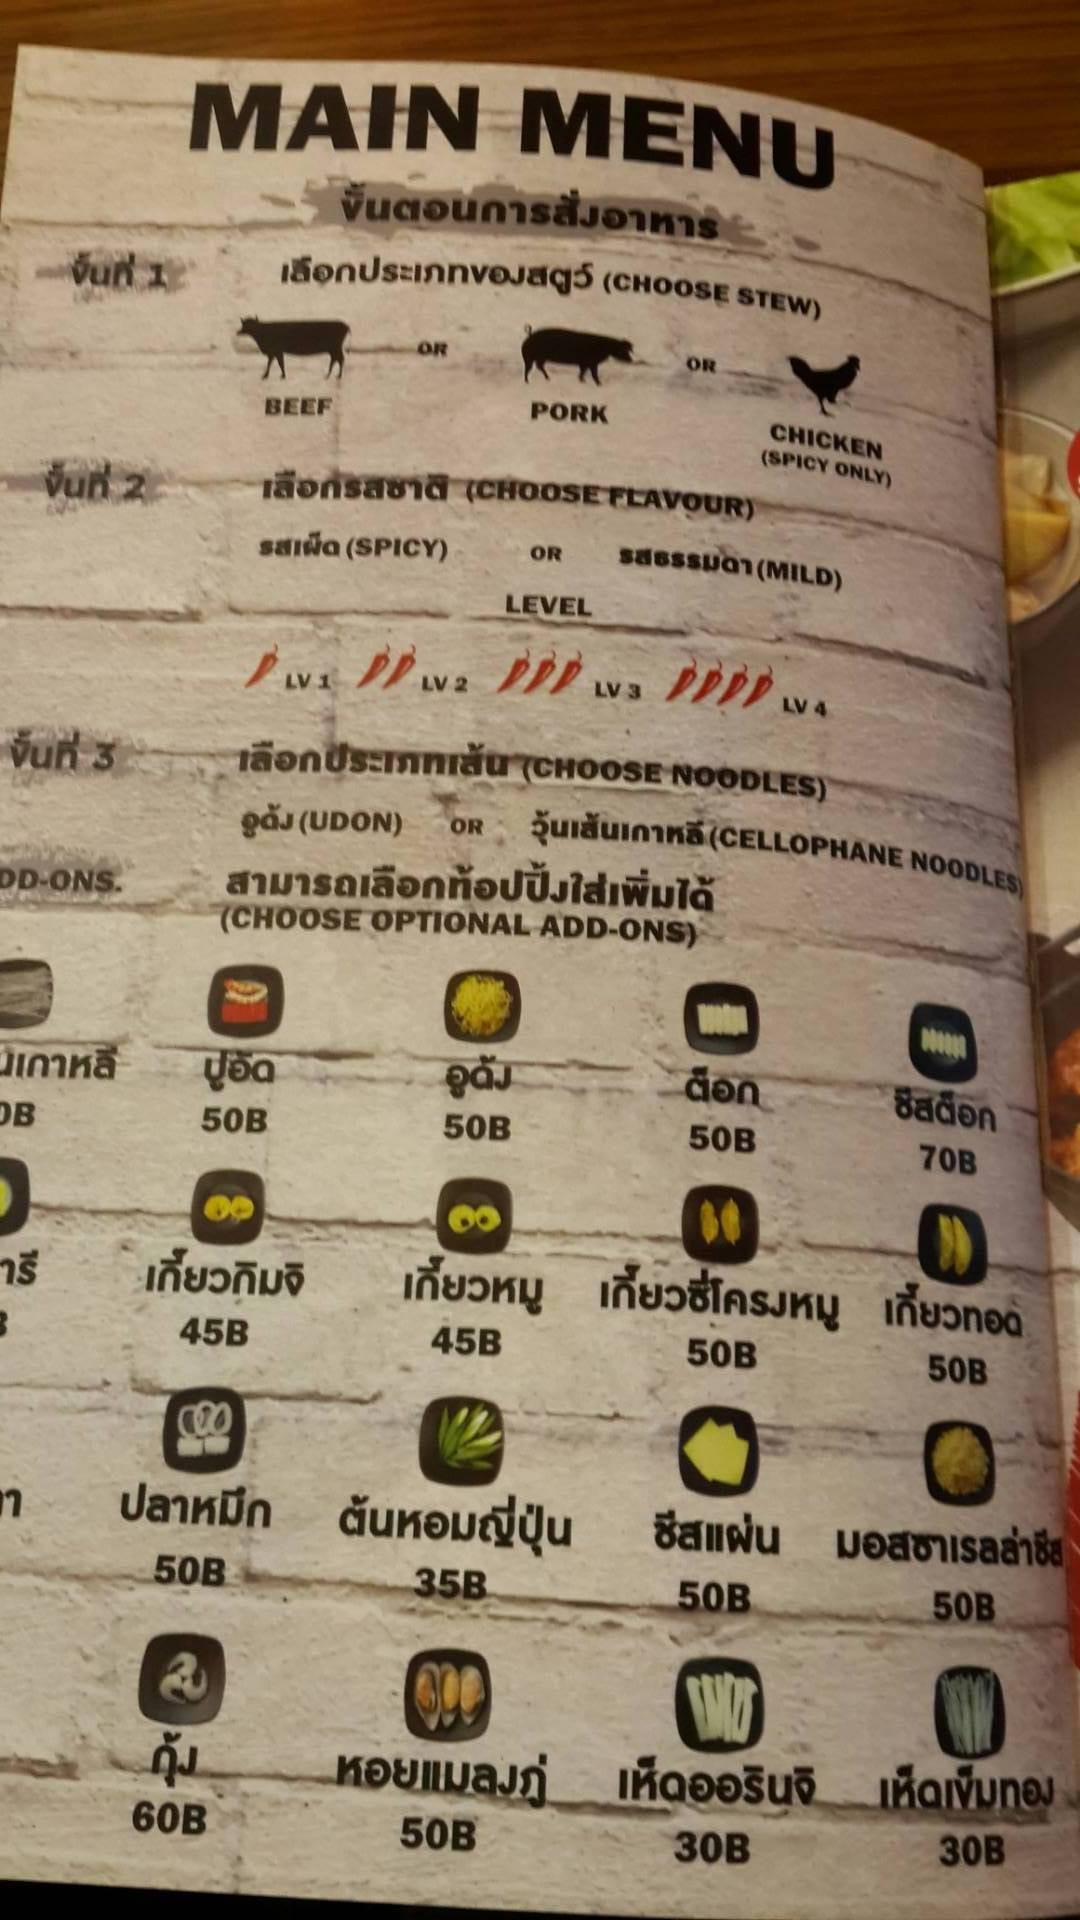 MAIN MENU
ขั้นตอนการสั่งอาหาร
ขั้นที่ 1 เลือกประเภทของสตูว์ (CHOOSE STEW)
OR OR
BEEF PORK CHICKEN
(SPICY ONLY)
ขั้นที่ 2 เลือกรสชาติ (CHOOSE FLAVOUR)
รสเผ็ด (SPICY) OR รสธรรมดา (MILD)
LEVEL
LV 1 LV 2 LV 3 LV 4
ขั้นที่ 3 เลือกประเภทเส้น (CHOOSE NOODLES)
อูด้ง (UDON) OR วุ้นเส้นเกาหลี (CELLOPHANE NOODLES)
DD-ONS. สามารถเลือกท้อปปิ้งใส่เพิ่มได้
(CHOOSE OPTIONAL ADD-ONS)
นเกาหลี ปูอัด อูด้ง ต๊อก ชีสต๊อก
0B 50B 50B 50B 70B
ารี เกี๊ยวกิมจิ เกี๊ยวหมู เกี๊ยวซี่โครงหมู เกี๊ยวทอด
B 45B 45B 50B 50B
า ปลาหมึก ต้นหอมญี่ปุ่น ชีสแผ่น มอสซาเรลล่าชีส
50B 35B 50B 50B
กุ้ง หอยแมลงภู่ เห็ดออรินจิ เห็ดเข็มทอง
60B 50B 30B 30B